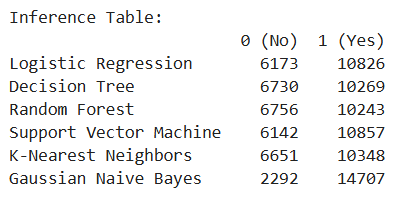 Inference Table:
0 (No) 1 (Yes)
Logistic Regression 6173 10826
Decision Tree 6730 10269
Random Forest 6756 10243
Support Vector Machine 6142 10857
K-Nearest Neighbors 6651 10348
Gaussian Naive Bayes 2292 14707